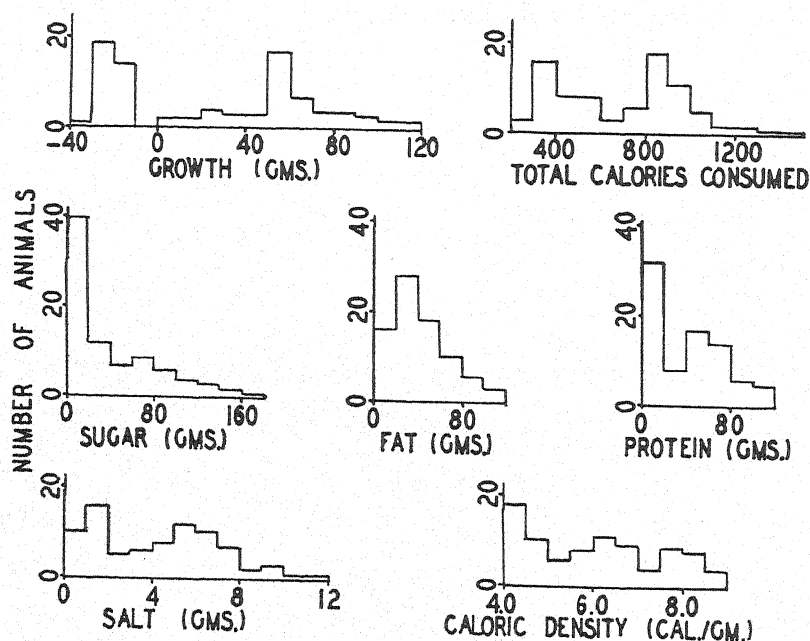 20
0
-40 0 40 80 120
GROWTH (GMS.)
20
0
400 800 1200
TOTAL CALORIES CONSUMED
NUMBER OF ANIMALS
40
20
0
0 80 160
SUGAR (GMS.)
40
20
0
0 80
FAT (GMS.)
40
20
0
0 80
PROTEIN (GMS.)
20
0
0 4 8 12
SALT (GMS.)
20
0
4.0 6.0 8.0
CALORIC DENSITY (CAL./GM.)